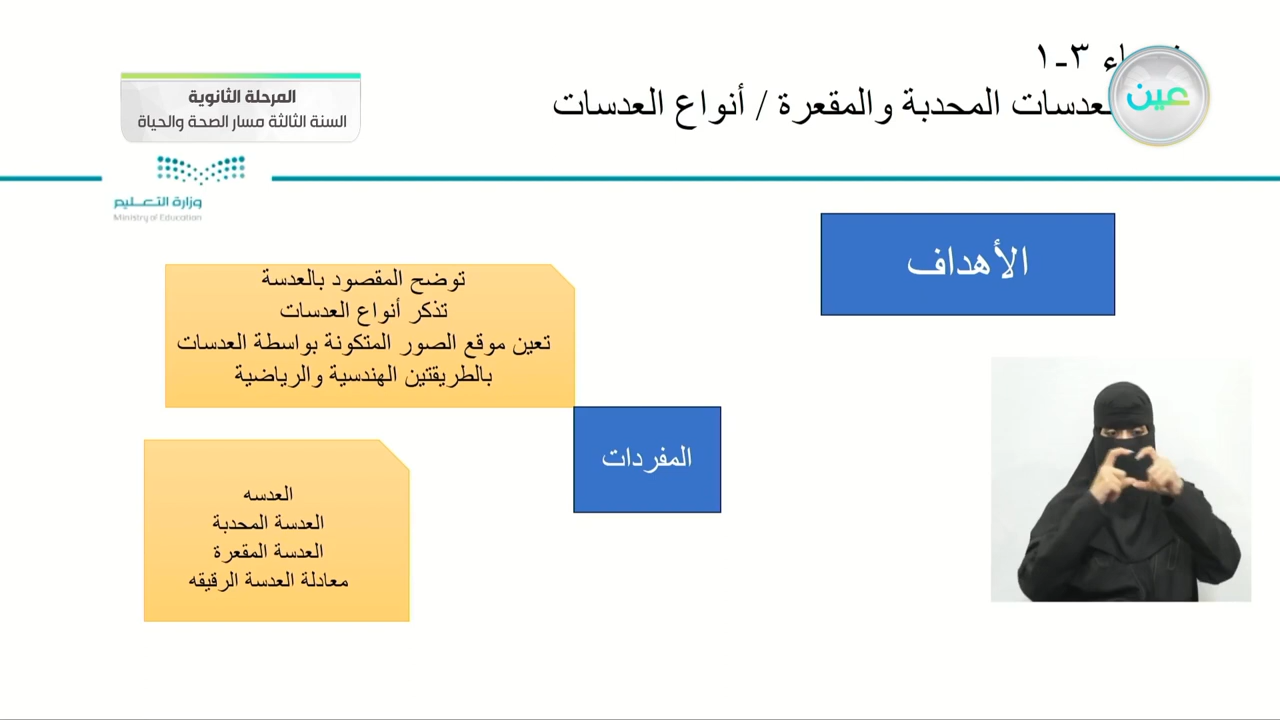 ٣-١
العدسات المحدبة والمقعرة / أنواع العدسات
عين
المرحلة الثانوية
السنة الثالثة مسار الصحة والحياة
وزارة التعليم
Ministry of Education
الأهداف
توضح المقصود بالعدسة
تذكر أنواع العدسات
تعين موقع الصور المتكونة بواسطة العدسات
بالطريقتين الهندسية والرياضية
المفردات
العدسه
العدسة المحدبة
العدسة المقعرة
معادلة العدسة الرقيقه